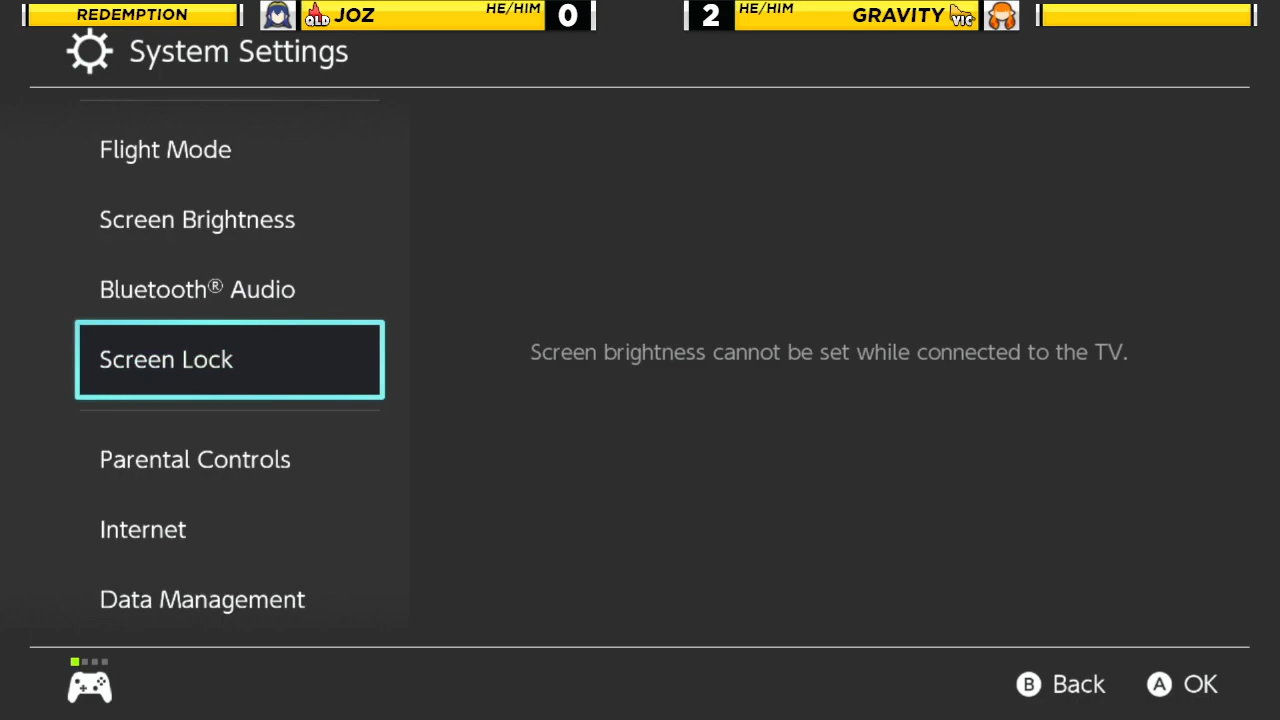 REDEMPTION
QLD JOZ HE/HIM 0
2 HE/HIM GRAVITY VIC
System Settings
Flight Mode
Screen Brightness
Bluetooth® Audio
Screen Lock
Screen brightness cannot be set while connected to the TV.
Parental Controls
Internet
Data Management
B Back A OK